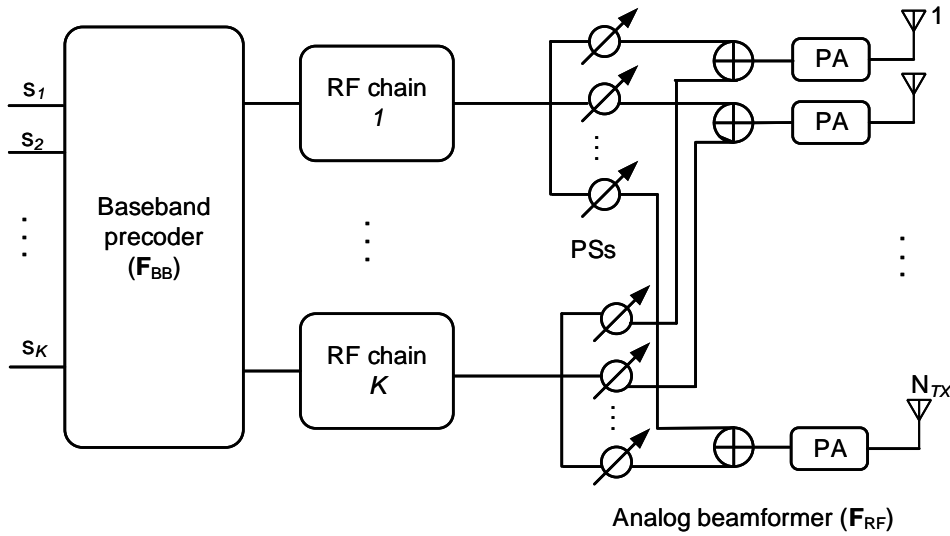 1
PA
s1
RF chain
1
PA
s2
Baseband
precoder
(FBB)
PSs
sK
RF chain
K
NTX
PA
Analog beamformer (FRF)